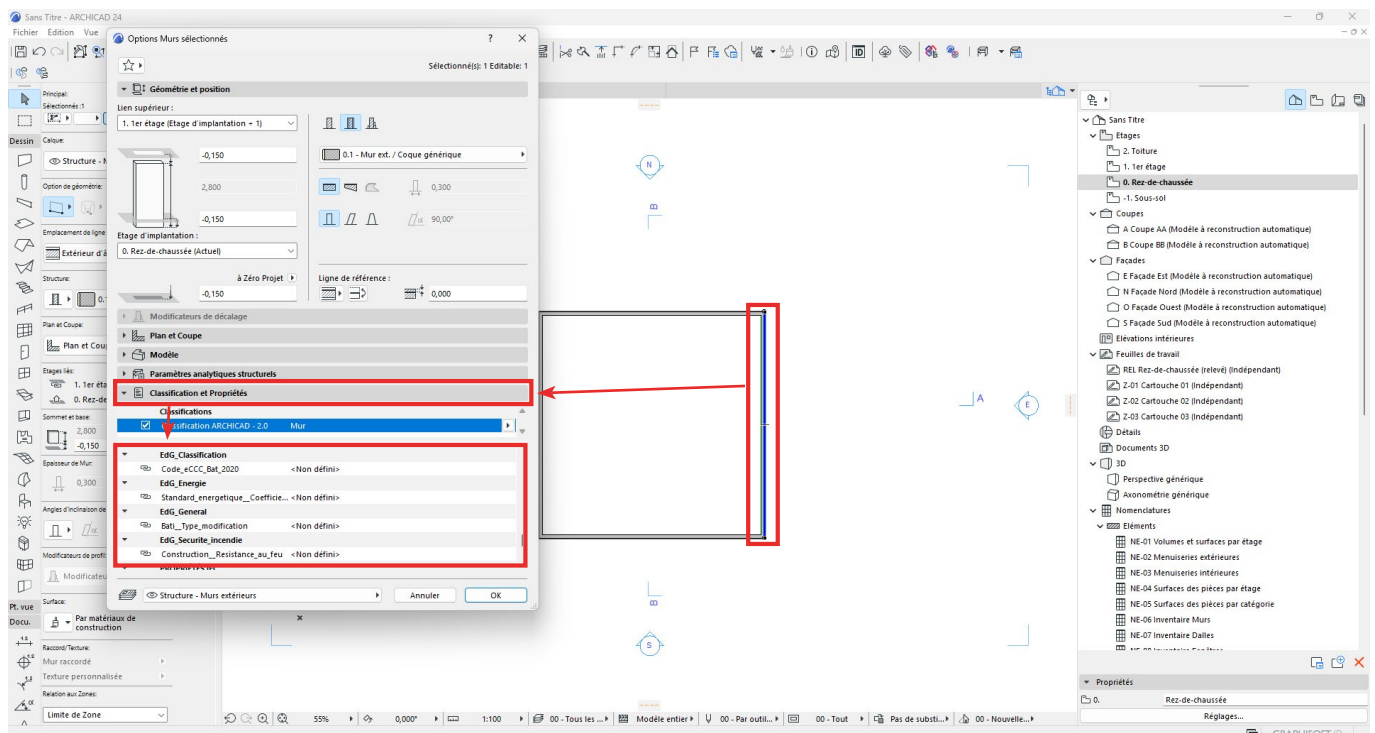 Sans Titre - ARCHICAD 24
Fichier Edition Vue
Options Murs sélectionnés
?
Sélectionné(s): 1 Editable: 1
Géométrie et position
Lien supérieur :
1. 1er étage (Etage d'implantation + 1)
-0,150
2,800
-0,150
0.1 - Mur ext. / Coque générique
0,300
α 90,00°
Etage d'implantation :
0. Rez-de-chaussée (Actuel)
à Zéro Projet
-0,150
Ligne de référence :
0,000
Modificateurs de décalage
Plan et Coupe
Modèle
Paramètres analytiques structurels
Classification et Propriétés
Classifications
Classification ARCHICAD - 2.0 Mur
EdG_Classification
Code_eCCC_Bat_2020 <Non défini>
EdG_Energie
Standard_energetique__Coefficie... <Non défini>
EdG_General
Bati__Type_modification <Non défini>
EdG_Securite_incendie
Construction__Resistance_au_feu <Non défini>
Structure - Murs extérieurs
Annuler
OK
Principal:
Sélectionnés :1
Dessin
Calque:
Structure - M
Option de géométrie:
Emplacement de ligne
Extérieur d'â
Structure:
0.
Plan et Coupe:
Plan et Cou
Etages liés:
1. 1er éta
0. Rez-de
Sommet et base:
2,800
-0,150
Epaisseur de Mur:
0,300
Angles d'inclinaison de
α
Modificateurs de profil:
Modificateu
Pt. vue
Surface:
Docu.
Par matériaux de
construction
Raccord/Texture:
Mur raccordé
Texture personnalisée
Relation aux Zones:
Limite de Zone
1.2
1.2
1.3
α
N
B
A
E
B
S
55%
0,000°
1:100
00 - Tous les ...
Modèle entier
00 - Par outil...
00 - Tout
Pas de substi...
00 - Nouvelle...
Sans Titre
Etages
2. Toiture
1. 1er étage
0. Rez-de-chaussée
-1. Sous-sol
Coupes
A Coupe AA (Modèle à reconstruction automatique)
B Coupe BB (Modèle à reconstruction automatique)
Façades
E Façade Est (Modèle à reconstruction automatique)
N Façade Nord (Modèle à reconstruction automatique)
O Façade Ouest (Modèle à reconstruction automatique)
S Façade Sud (Modèle à reconstruction automatique)
Elévations intérieures
Feuilles de travail
REL Rez-de-chaussée (relevé) (Indépendant)
Z-01 Cartouche 01 (Indépendant)
Z-02 Cartouche 02 (Indépendant)
Z-03 Cartouche 03 (Indépendant)
Détails
Documents 3D
3D
Perspective générique
Axonométrie générique
Nomenclatures
Eléments
NE-01 Volumes et surfaces par étage
NE-02 Menuiseries extérieures
NE-03 Menuiseries intérieures
NE-04 Surfaces des pièces par étage
NE-05 Surfaces des pièces par catégorie
NE-06 Inventaire Murs
NE-07 Inventaire Dalles
Propriétés
0. Rez-de-chaussée
Réglages...